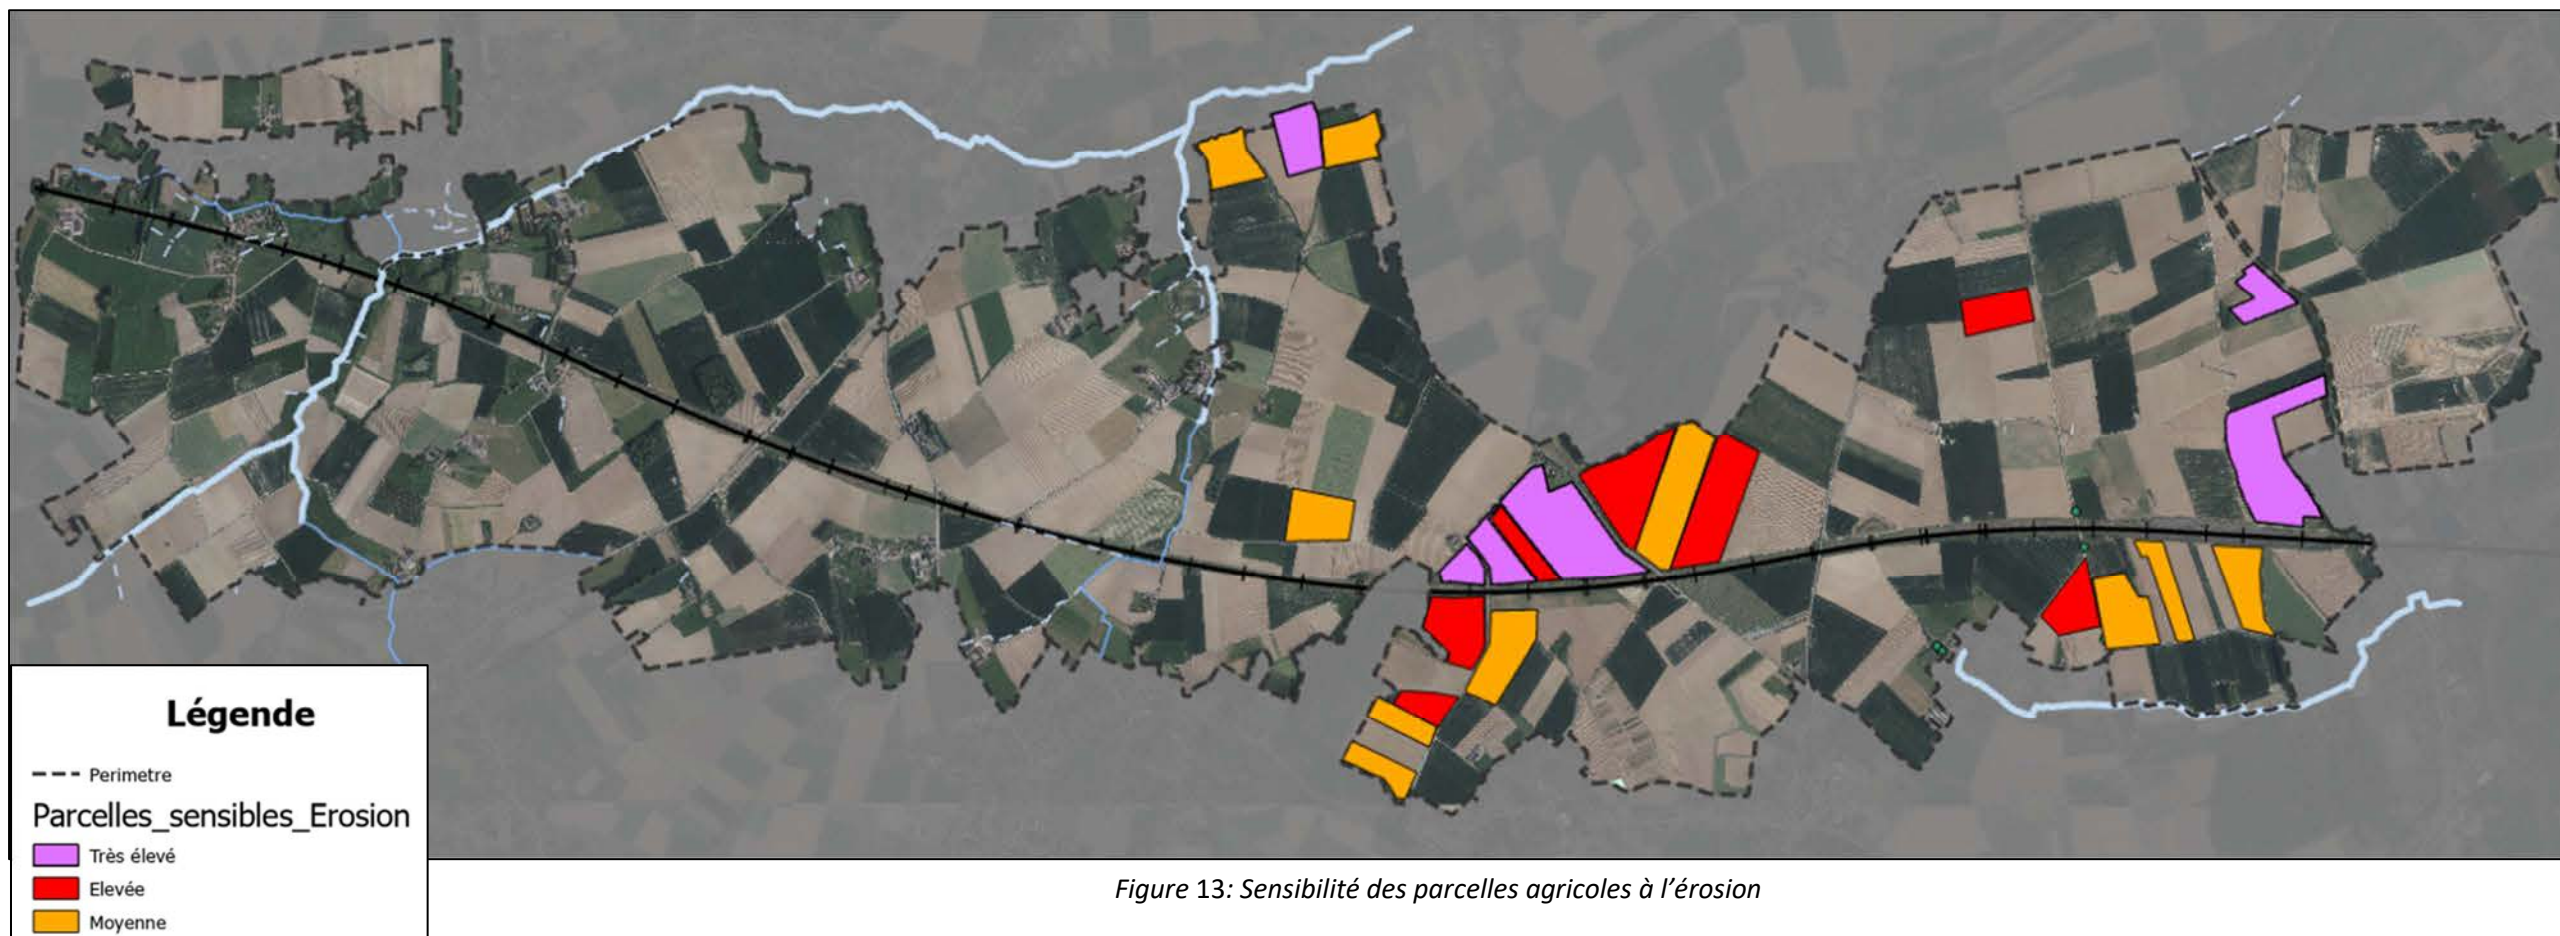 Légende
Perimetre
Parcelles_sensibles_Erosion
Très élevé
Elevée
Moyenne
Figure 13: Sensibilité des parcelles agricoles à l'érosion